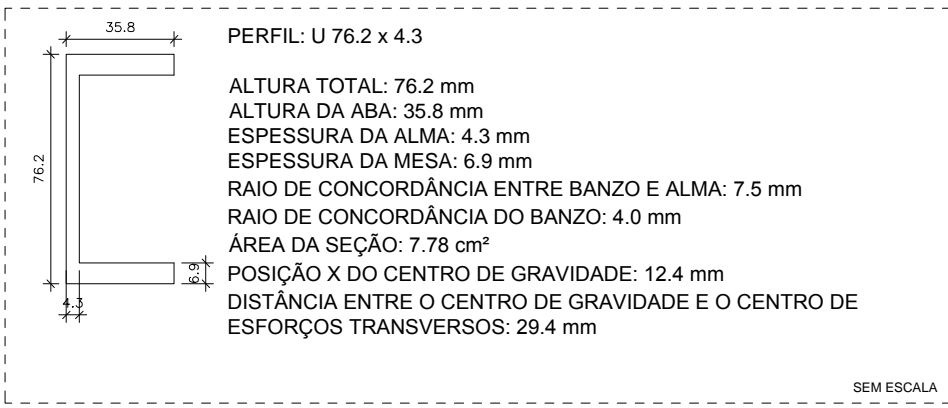 35.8
PERFIL: U 76.2 x 4.3
ALTURA TOTAL: 76.2 mm
ALTURA DA ABA: 35.8 mm
ESPESSURA DA ALMA: 4.3 mm
ESPESSURA DA MESA: 6.9 mm
76.2
RAIO DE CONCORDÂNCIA ENTRE BANZO E ALMA: 7.5 mm
RAIO DE CONCORDÂNCIA DO BANZO: 4.0 mm
ÁREA DA SEÇÃO: 7.78 cm²
6.9
POSIÇÃO X DO CENTRO DE GRAVIDADE: 12.4 mm
4.3
DISTÂNCIA ENTRE O CENTRO DE GRAVIDADE E O CENTRO DE
ESFORÇOS TRANSVERSOS: 29.4 mm
SEM ESCALA